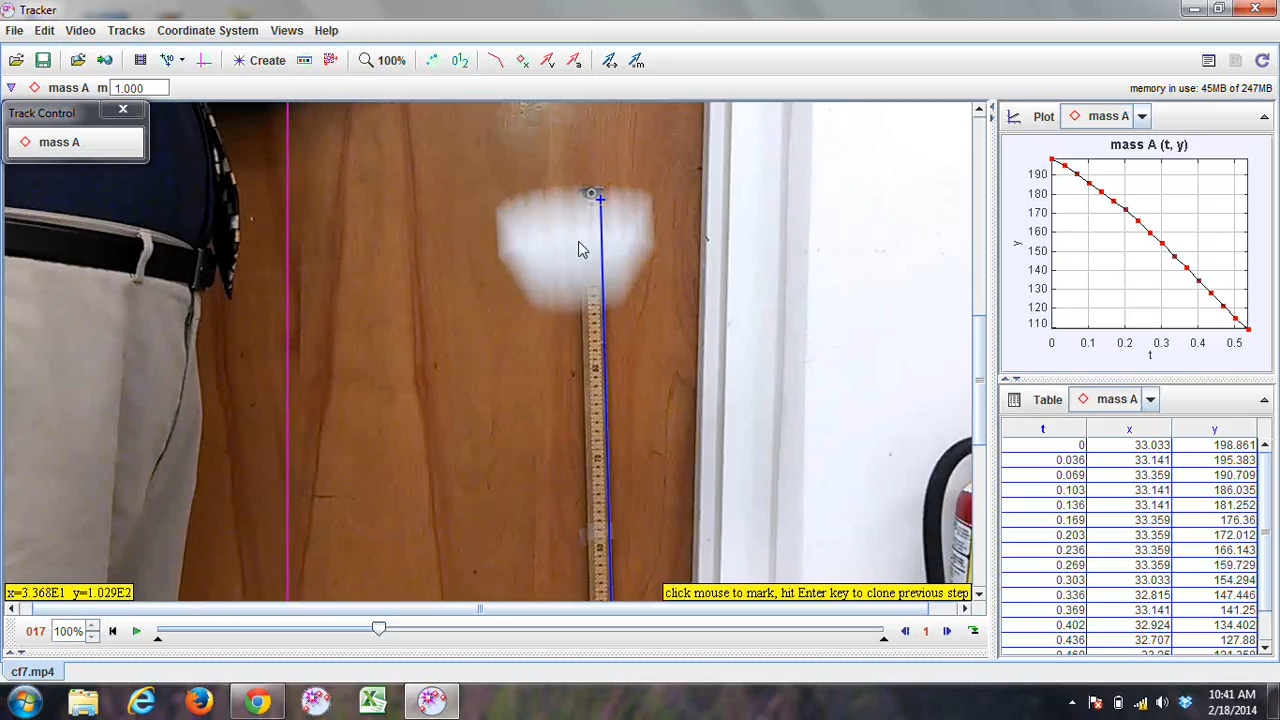 Tracker
File Edit Video Tracks Coordinate System Views Help
Create 100%
mass A m 1.000 memory in use: 45MB of 247MB
Track Control
mass A
Plot mass A
mass A (t, y)
190
180
170
160
150
140
130
120
110
y
0 0.1 0.2 0.3 0.4 0.5
t
Table mass A
t x y
0 33.033 198.861
0.036 33.141 195.383
0.069 33.359 190.709
0.103 33.141 186.035
0.136 33.141 181.252
0.169 33.359 176.36
0.203 33.359 172.012
0.236 33.359 166.143
0.269 33.359 159.729
0.303 33.033 154.294
0.336 32.815 147.446
0.369 33.141 141.25
0.402 32.924 134.402
0.436 32.707 127.88
x=3.368E1 y=1.029E2
click mouse to mark, hit Enter key to clone previous step
017 100% 1
cf7.mp4
10:41 AM
2/18/2014